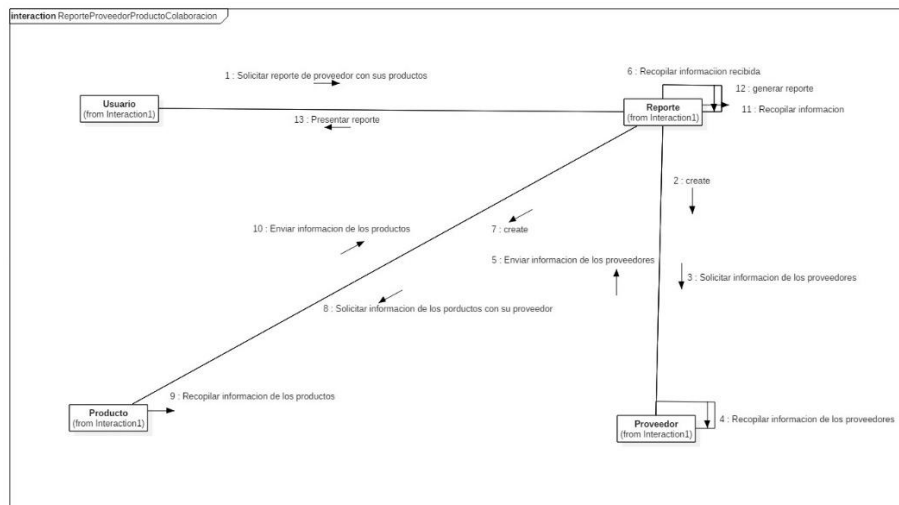 interaction ReporteProveedorProductoColaboracion
1 : Solicitar reporte de proveedor con sus productos
6 : Recopilar informaciion recibida
12 : generar reporte
Usuario
(from Interaction1)
Reporte
(from Interaction1)
11 : Recopilar informacion
13 : Presentar reporte
2 : create
10 : Enviar informacion de los productos
7 : create
5 : Enviar informacion de los proveedores
3 : Solicitar informacion de los proveedores
8 : Solicitar informacion de los porductos con su proveedor
9 : Recopilar informacion de los productos
Producto
(from Interaction1)
Proveedor
(from Interaction1)
4 : Recopilar informacion de los proveedores